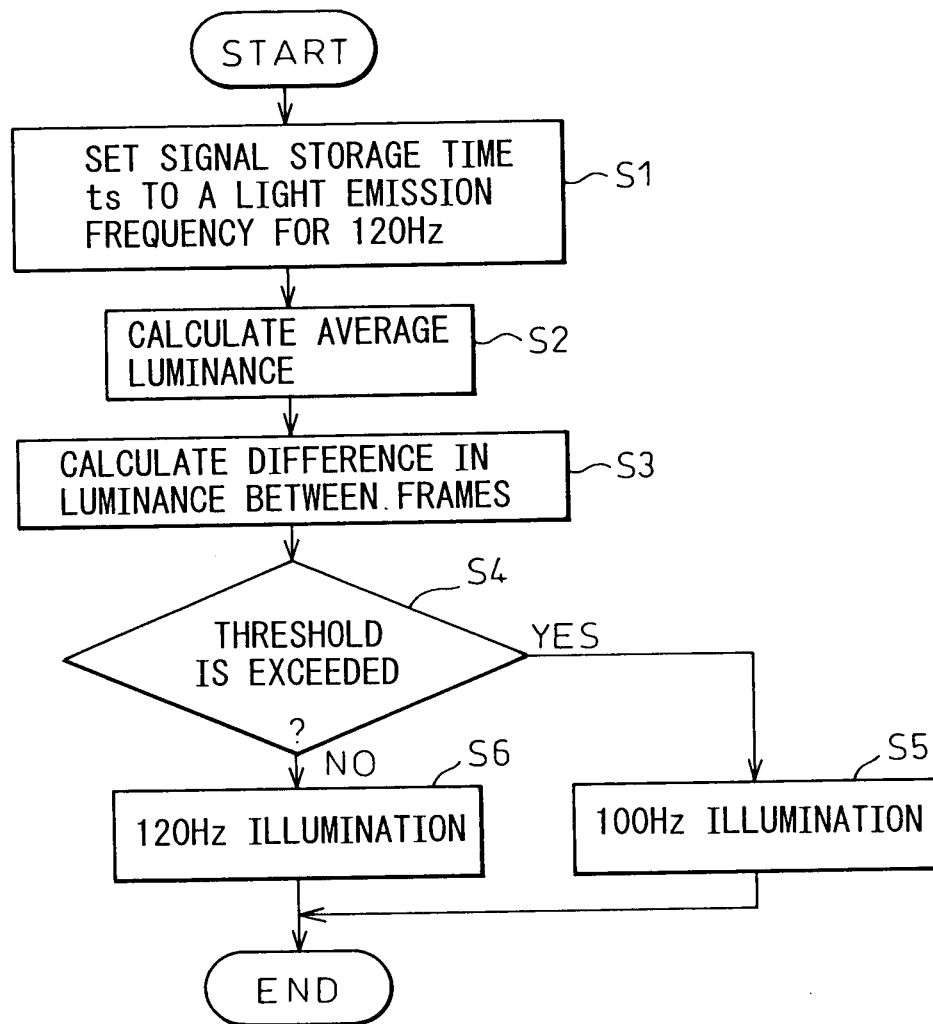 START
SET SIGNAL STORAGE TIME
ts TO A LIGHT EMISSION
FREQUENCY FOR 120Hz
S1
CALCULATE AVERAGE
LUMINANCE
S2
CALCULATE DIFFERENCE IN
LUMINANCE BETWEEN FRAMES
S3
S4
THRESHOLD
IS EXCEEDED
?
YES
NO
S6
S5
120Hz ILLUMINATION
100Hz ILLUMINATION
END